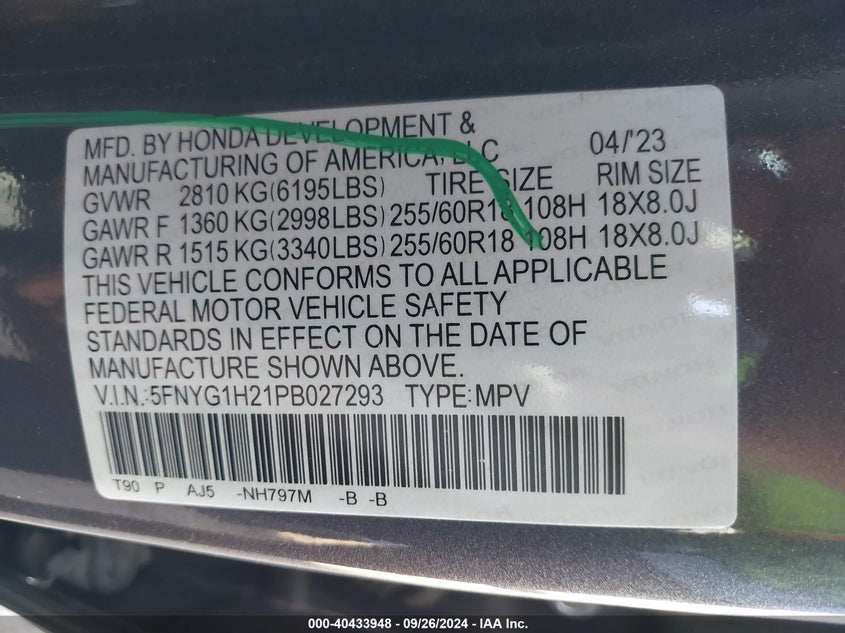 MFD. BY HONDA DEVELOPMENT &
MANUFACTURING OF AMERICA, LLC 04/'23
GVWR 2810 KG(6195LBS) TIRE SIZE RIM SIZE
GAWR F 1360 KG(2998LBS) 255/60R18 108H 18X8.0J
GAWR R 1515 KG(3340LBS) 255/60R18 108H 18X8.0J
THIS VEHICLE CONFORMS TO ALL APPLICABLE
FEDERAL MOTOR VEHICLE SAFETY
STANDARDS IN EFFECT ON THE DATE OF
MANUFACTURE SHOWN ABOVE.
V.I.N.:5FNYG1H21PB027293 TYPE:MPV
T90 P AJ5 -NH797M -B -B
000-40433948 - 09/26/2024 - IAA Inc.